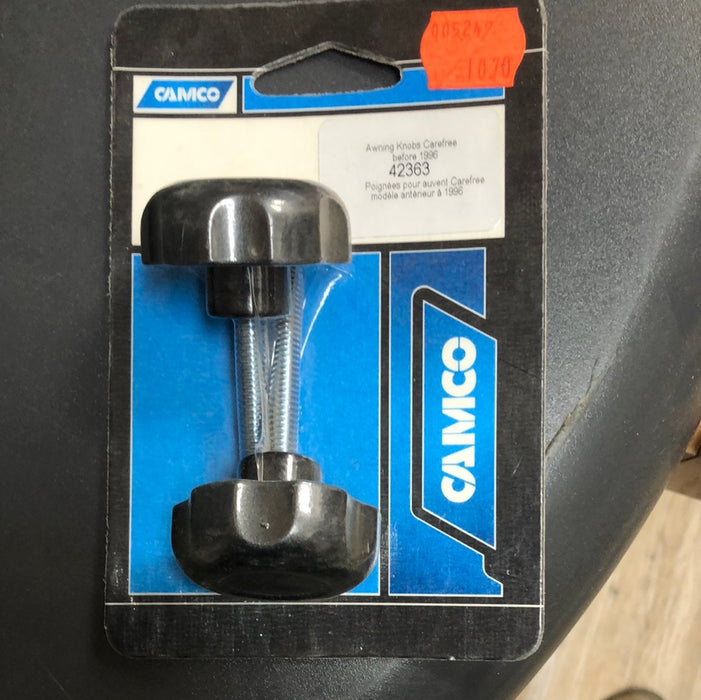 CAMCO
Awning Knobs Carefree
before 1996
42363
Poignées pour auvent Carefree
modèle antérieur à 1996
CAMCO